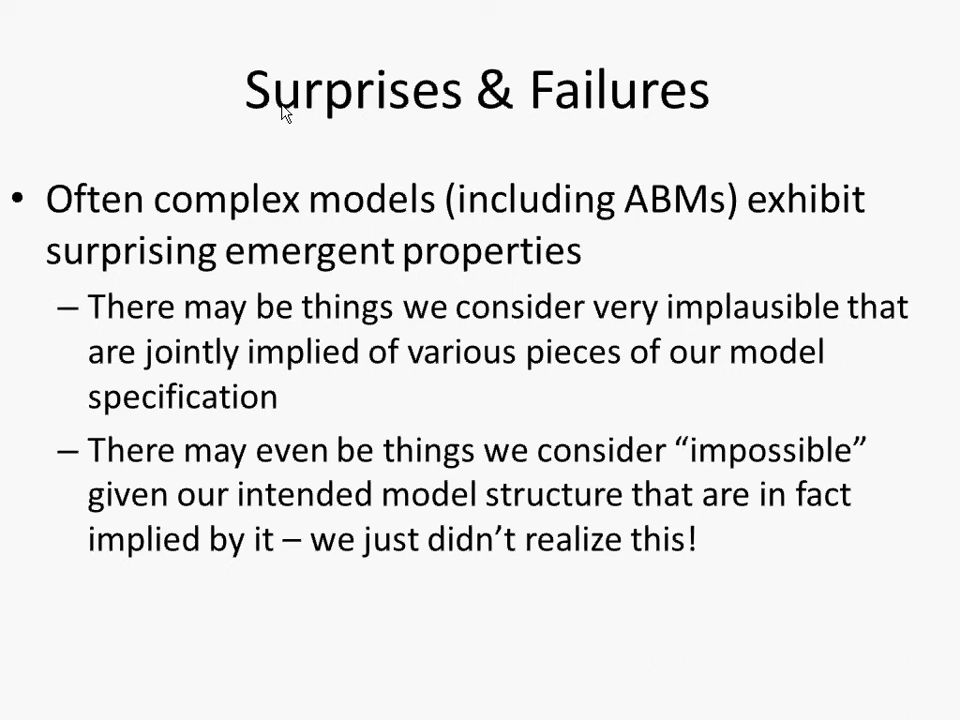 Surprises & Failures
• Often complex models (including ABMs) exhibit
surprising emergent properties
– There may be things we consider very implausible that
are jointly implied of various pieces of our model
specification
– There may even be things we consider “impossible”
given our intended model structure that are in fact
implied by it – we just didn’t realize this!